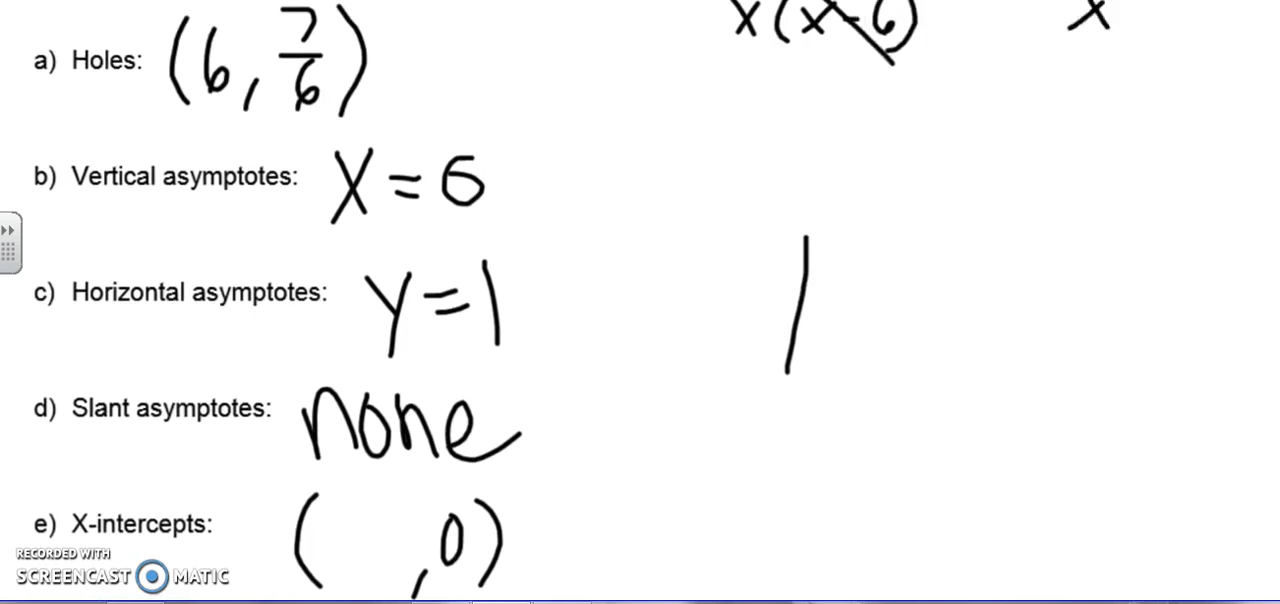 x(x-6) x
a) Holes: (6, 7/6)
b) Vertical asymptotes: X = 6
c) Horizontal asymptotes: y = 1
d) Slant asymptotes: none
e) X-intercepts: ( , 0)
RECORDED WITH
SCREENCAST MATIC